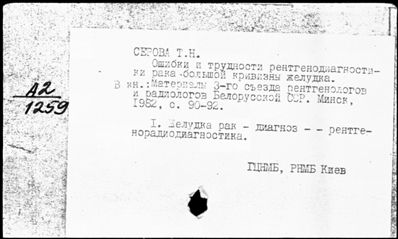 А2
1259
СЕРОВА Т.Н.
Ошибки и трудности рентгенодиагности-
ки рака большой кривизны желудка.
В кн.: Материалы 3-го съезда рентгенологов
и радиологов Белорусской ССР. Минск,
1982, с. 90-92.
I. Желудка рак - диагноз - - рентге-
норадиодиагностика.
ГЦНМБ, РНМБ Киев